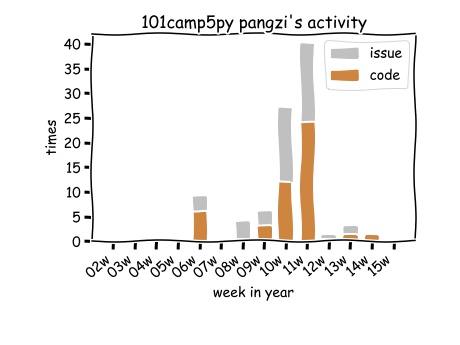 101camp5py pangzi's activity
40
35
30
25
20
15
10
5
0
times
issue
code
02w 03w 04w 05w 06w 07w 08w 09w 10w 11w 12w 13w 14w 15w
week in year